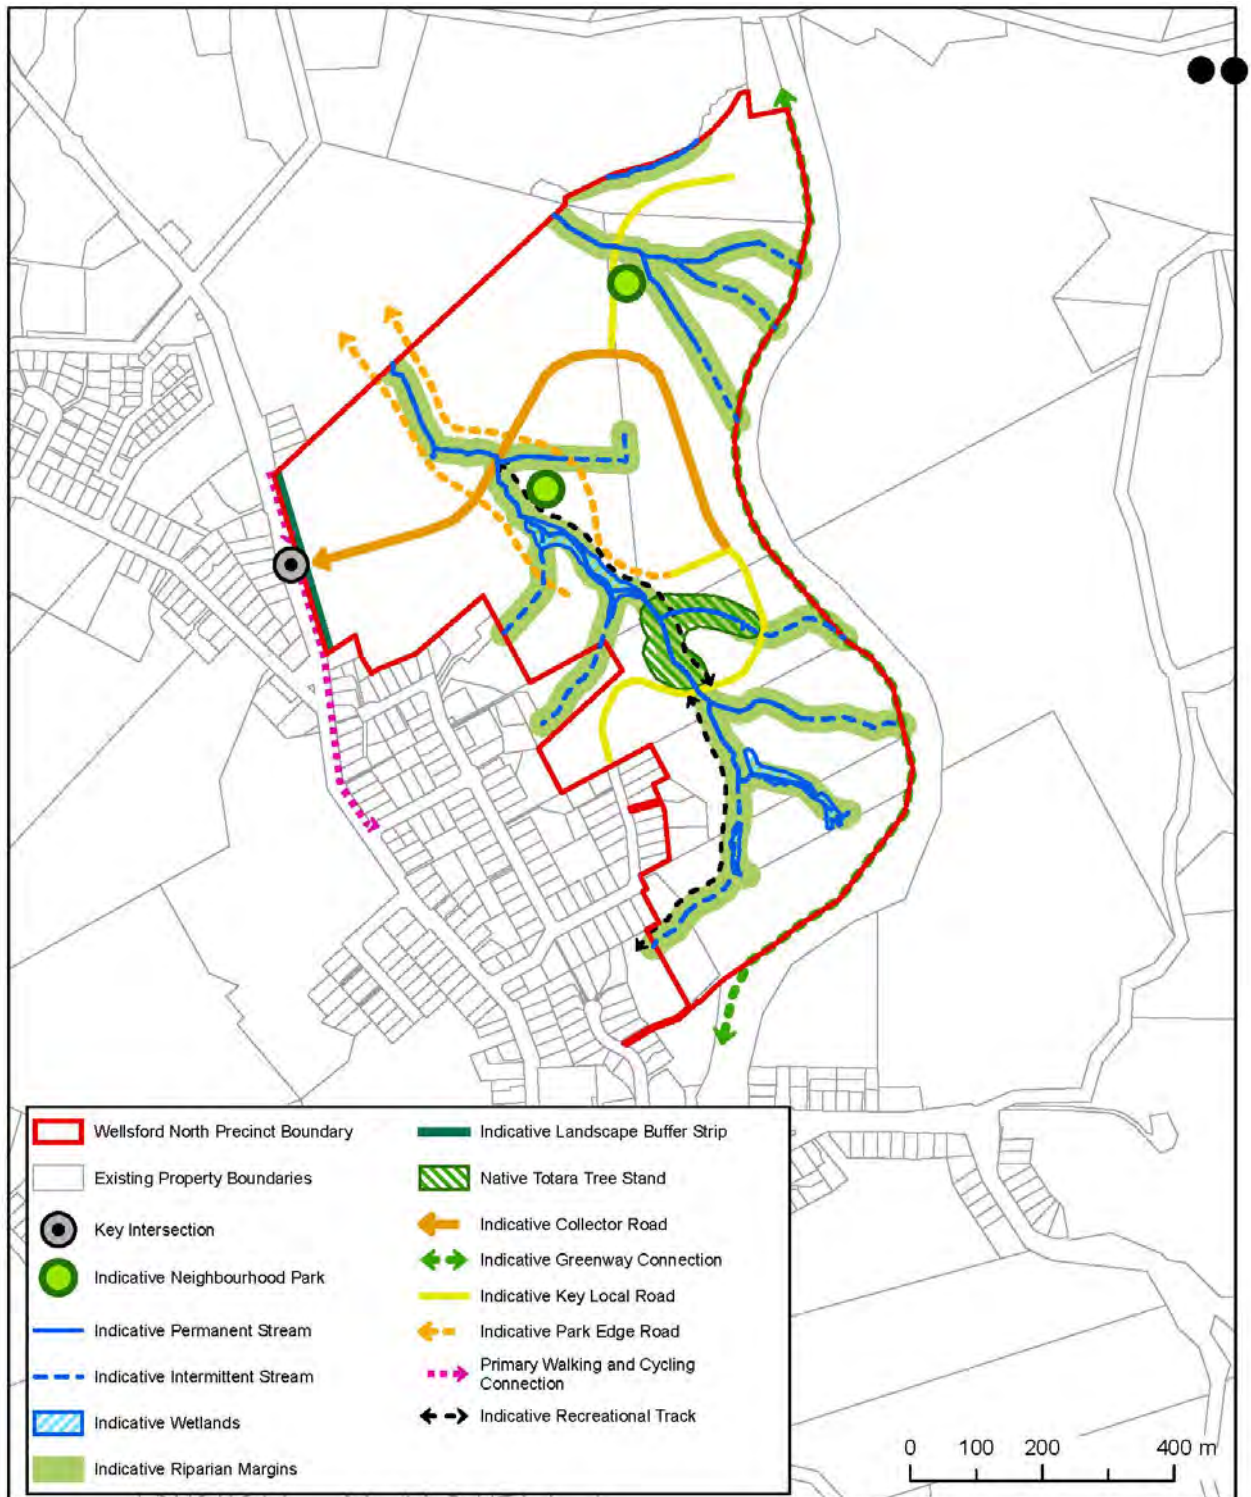 Wellsford North Precinct Boundary
Existing Property Boundaries
Key Intersection
Indicative Neighbourhood Park
Indicative Permanent Stream
Indicative Intermittent Stream
Indicative Wetlands
Indicative Riparian Margins
Indicative Landscape Buffer Strip
Native Totara Tree Stand
Indicative Collector Road
Indicative Greenway Connection
Indicative Key Local Road
Indicative Park Edge Road
Primary Walking and Cycling
Connection
Indicative Recreational Track
0 100 200 400 m